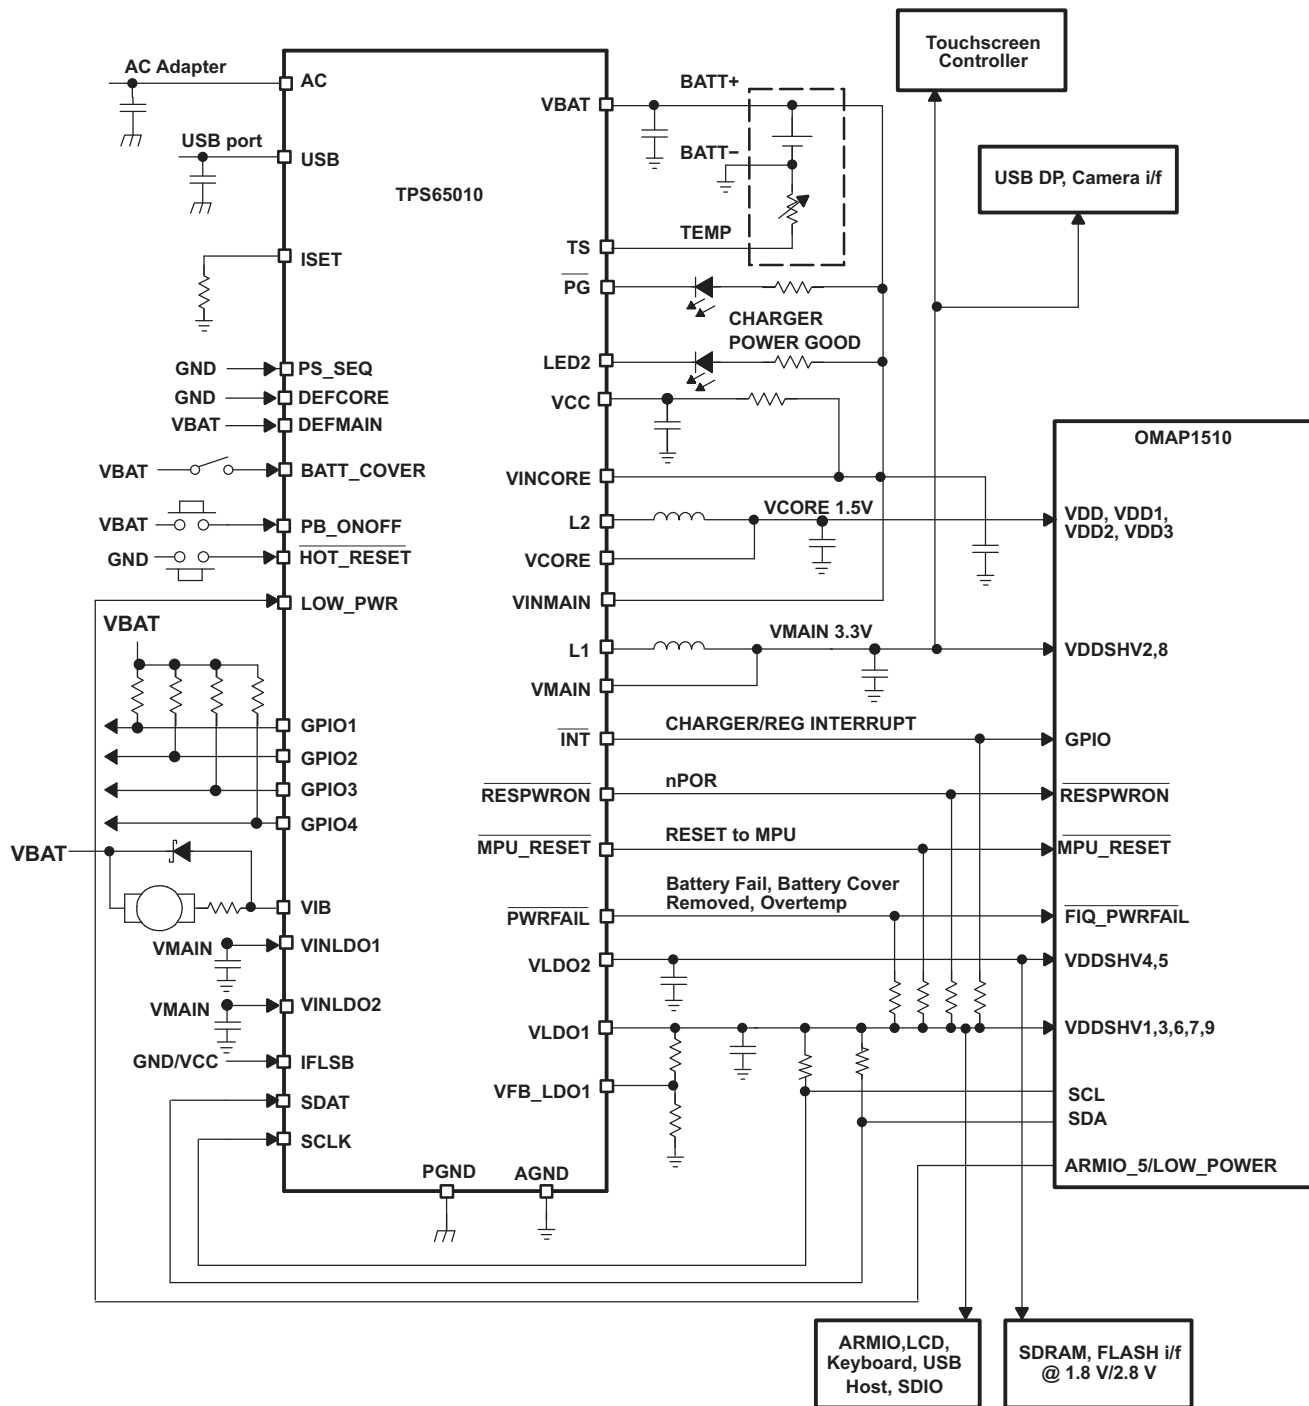 Touchscreen
Controller
USB DP, Camera i/f
AC Adapter
USB port
TPS65010
AC
USB
ISET
GND
PS_SEQ
GND
DEFCORE
VBAT
DEFMAIN
VBAT
BATT_COVER
VBAT
PB_ONOFF
GND
HOT_RESET
LOW_PWR
VBAT
GPIO1
GPIO2
GPIO3
GPIO4
VBAT
VIB
VMAIN
VINLDO1
VMAIN
VINLDO2
GND/VCC
IFLSB
SDAT
SCLK
PGND
AGND
VBAT
BATT+
BATT−
TEMP
TS
PG
CHARGER
POWER GOOD
LED2
VCC
VINCORE
L2
VCORE 1.5V
VCORE
VINMAIN
L1
VMAIN 3.3V
VMAIN
INT
CHARGER/REG INTERRUPT
RESPWRON
nPOR
MPU_RESET
RESET to MPU
PWRFAIL
Battery Fail, Battery Cover
Removed, Overtemp
VLDO2
VLDO1
VFB_LDO1
OMAP1510
VDD, VDD1,
VDD2, VDD3
VDDSHV2,8
GPIO
RESPWRON
MPU_RESET
FIQ_PWRFAIL
VDDSHV4,5
VDDSHV1,3,6,7,9
SCL
SDA
ARMIO_5/LOW_POWER
ARMIO,LCD,
Keyboard, USB
Host, SDIO
SDRAM, FLASH i/f
@ 1.8 V/2.8 V